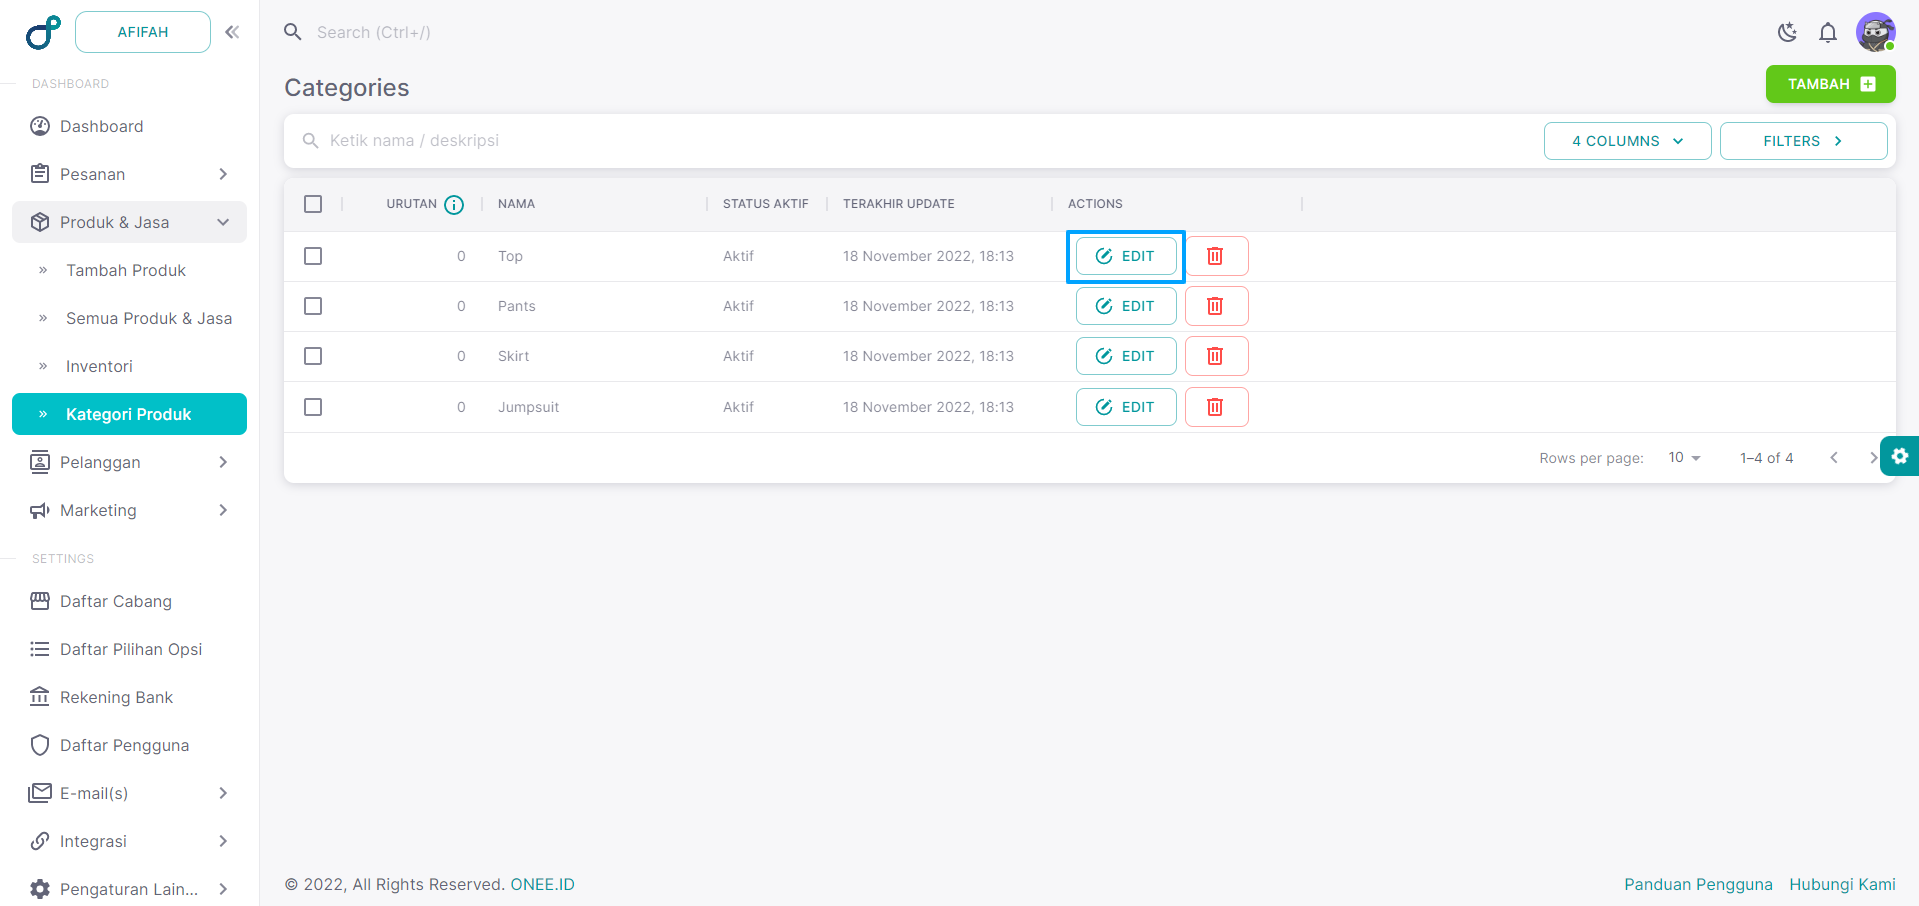 AFIFAH
Search (Ctrl+/)
DASHBOARD
Dashboard
Pesanan
Produk & Jasa
Tambah Produk
Semua Produk & Jasa
Inventori
Kategori Produk
Pelanggan
Marketing
SETTINGS
Daftar Cabang
Daftar Pilihan Opsi
Rekening Bank
Daftar Pengguna
E-mail(s)
Integrasi
Pengaturan Lain...
Categories
TAMBAH
Ketik nama / deskripsi
4 COLUMNS
FILTERS
URUTAN NAMA STATUS AKTIF TERAKHIR UPDATE ACTIONS
0 Top Aktif 18 November 2022, 18:13 EDIT
0 Pants Aktif 18 November 2022, 18:13 EDIT
0 Skirt Aktif 18 November 2022, 18:13 EDIT
0 Jumpsuit Aktif 18 November 2022, 18:13 EDIT
Rows per page: 10 1–4 of 4
© 2022, All Rights Reserved. ONEE.ID
Panduan Pengguna Hubungi Kami